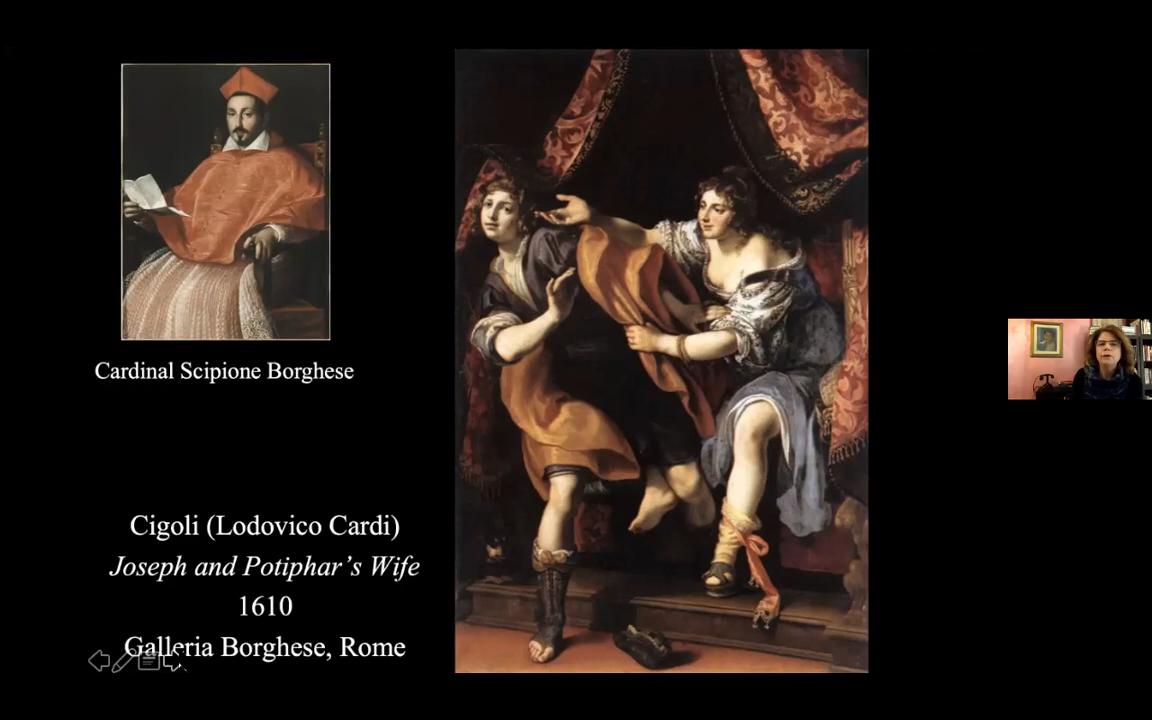 Cardinal Scipione Borghese
Cigoli (Lodovico Cardi)
Joseph and Potiphar’s Wife
1610
Galleria Borghese, Rome